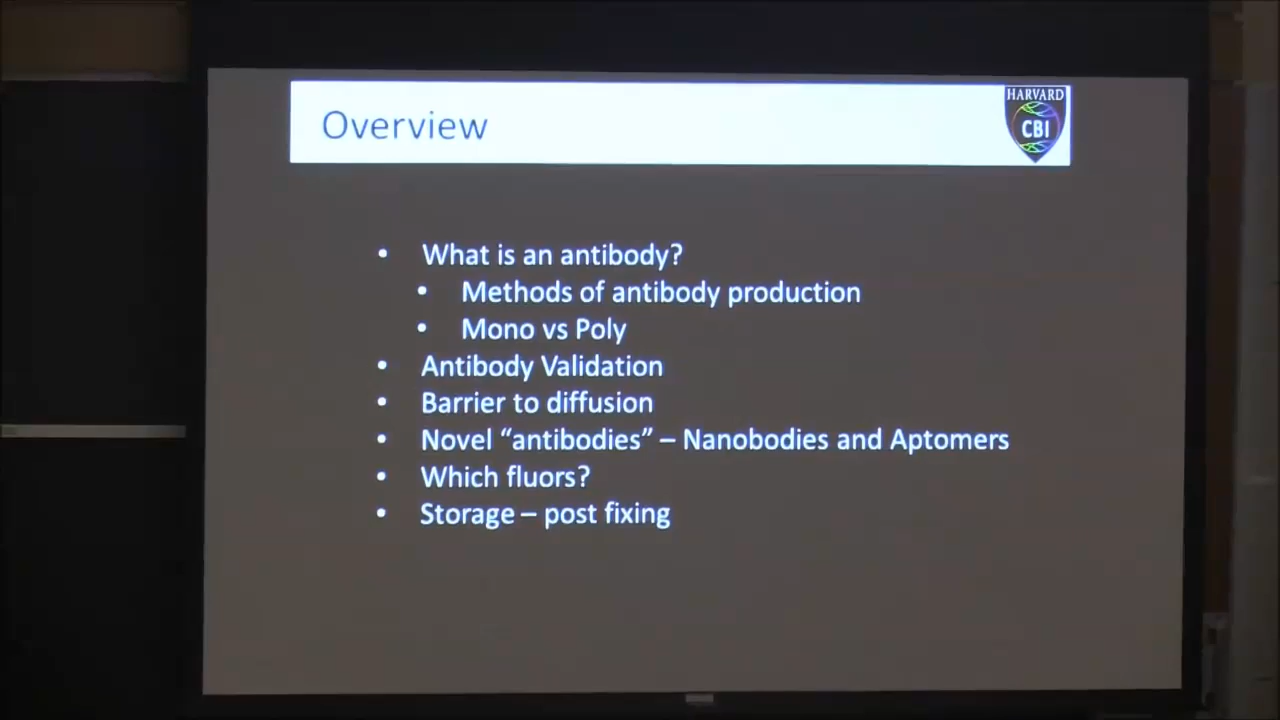 Overview
HARVARD
CBI
• What is an antibody?
• Methods of antibody production
• Mono vs Poly
• Antibody Validation
• Barrier to diffusion
• Novel “antibodies” – Nanobodies and Aptomers
• Which fluors?
• Storage – post fixing